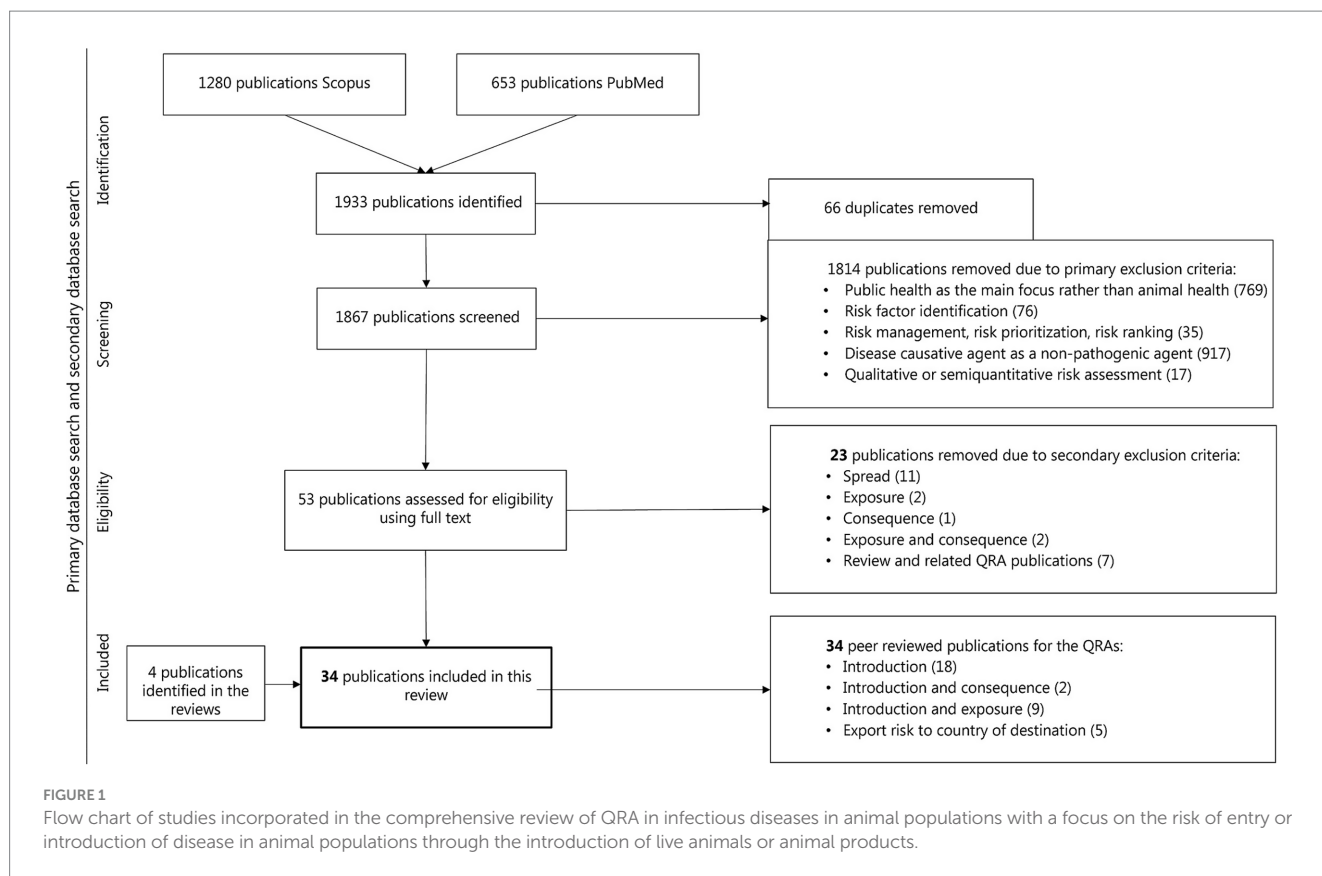 Primary database search and secondary database search
Identification
1280 publications Scopus
653 publications PubMed
1933 publications identified
66 duplicates removed
Screening
1867 publications screened
1814 publications removed due to primary exclusion criteria:
• Public health as the main focus rather than animal health (769)
• Risk factor identification (76)
• Risk management, risk prioritization, risk ranking (35)
• Disease causative agent as a non-pathogenic agent (917)
• Qualitative or semiquantitative risk assessment (17)
Eligibility
53 publications assessed for eligibility
using full text
23 publications removed due to secondary exclusion criteria:
• Spread (11)
• Exposure (2)
• Consequence (1)
• Exposure and consequence (2)
• Review and related QRA publications (7)
Included
4 publications
identified in the
reviews
34 publications included in this
review
34 peer reviewed publications for the QRAs:
• Introduction (18)
• Introduction and consequence (2)
• Introduction and exposure (9)
• Export risk to country of destination (5)
FIGURE 1
Flow chart of studies incorporated in the comprehensive review of QRA in infectious diseases in animal populations with a focus on the risk of entry or
introduction of disease in animal populations through the introduction of live animals or animal products.